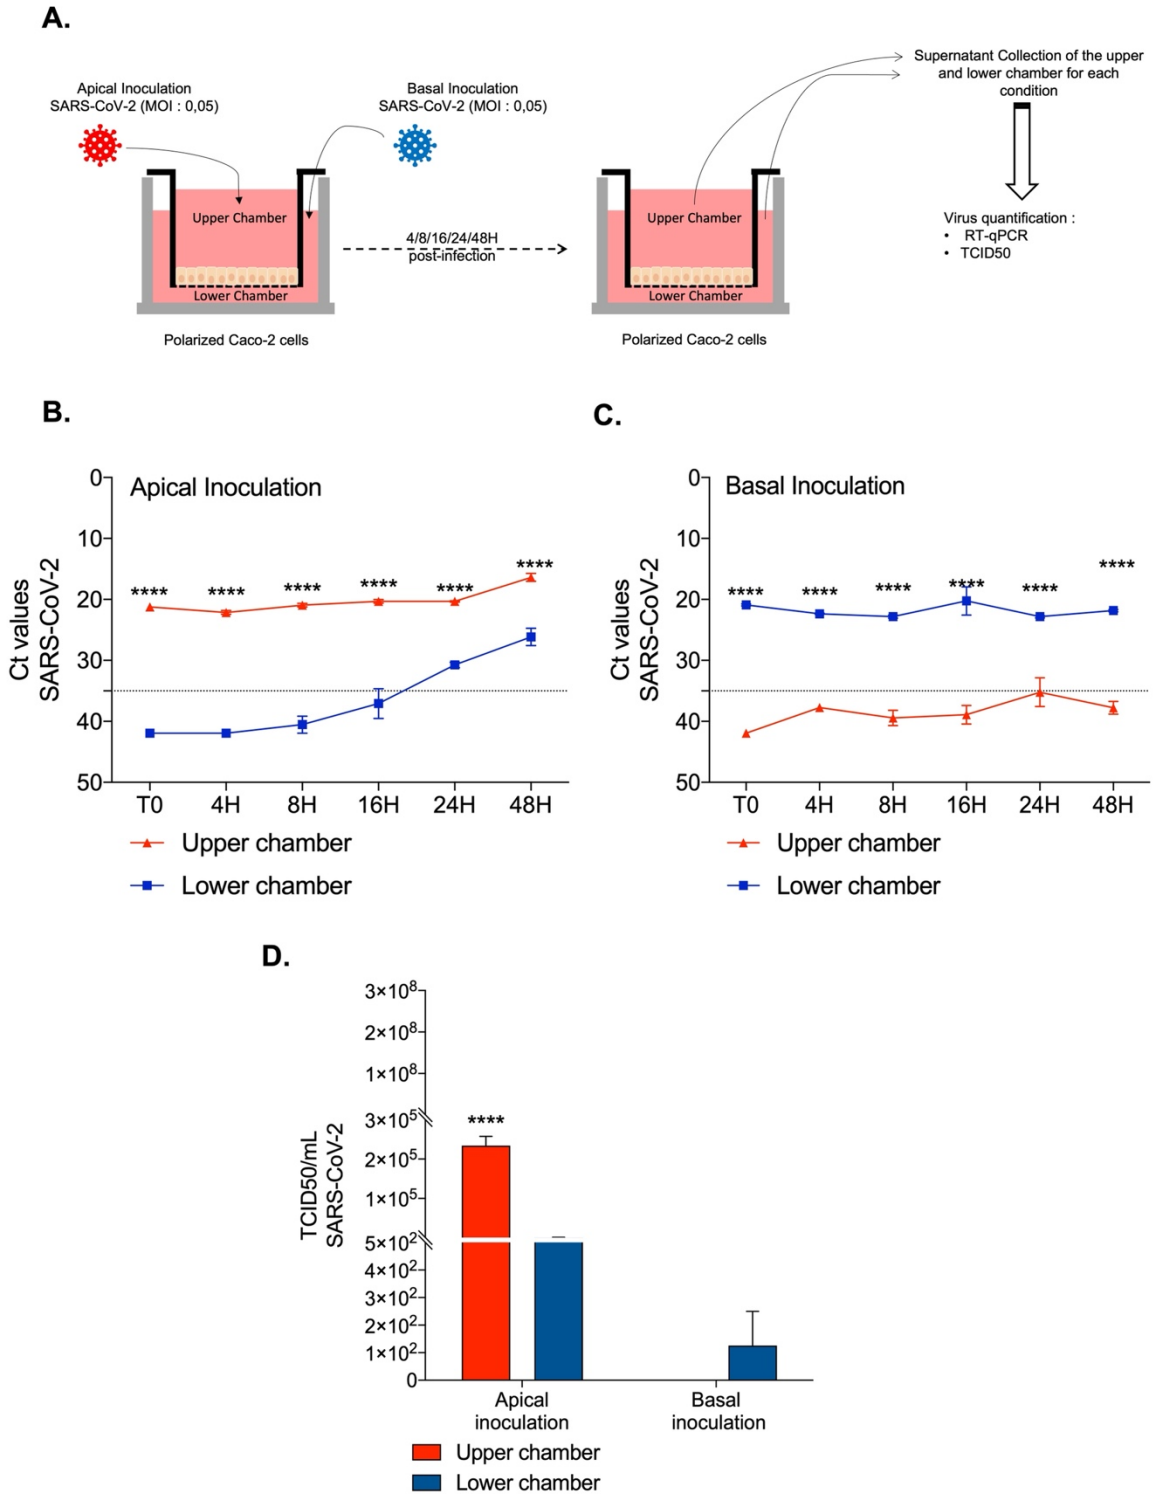 A.
Apical Inoculation
SARS-CoV-2 (MOI : 0,05)
Basal Inoculation
SARS-CoV-2 (MOI : 0,05)
Supernatant Collection of the upper
and lower chamber for each
condition
Upper Chamber
Lower Chamber
Polarized Caco-2 cells
4/8/16/24/48H
post-infection
Upper Chamber
Lower Chamber
Polarized Caco-2 cells
Virus quantification :
• RT-qPCR
• TCID50
B.
Apical Inoculation
Ct values
SARS-CoV-2
0
10
20
30
40
50
**** **** **** **** **** ****
T0 4H 8H 16H 24H 48H
Upper chamber
Lower chamber
C.
Basal Inoculation
Ct values
SARS-CoV-2
0
10
20
30
40
50
**** **** **** **** **** ****
T0 4H 8H 16H 24H 48H
Upper chamber
Lower chamber
D.
TCID50/mL
SARS-CoV-2
3×10⁸
2×10⁸
1×10⁸
3×10⁵
2×10⁵
1×10⁵
5×10²
4×10²
3×10²
2×10²
1×10²
0
****
Apical
inoculation
Basal
inoculation
Upper chamber
Lower chamber